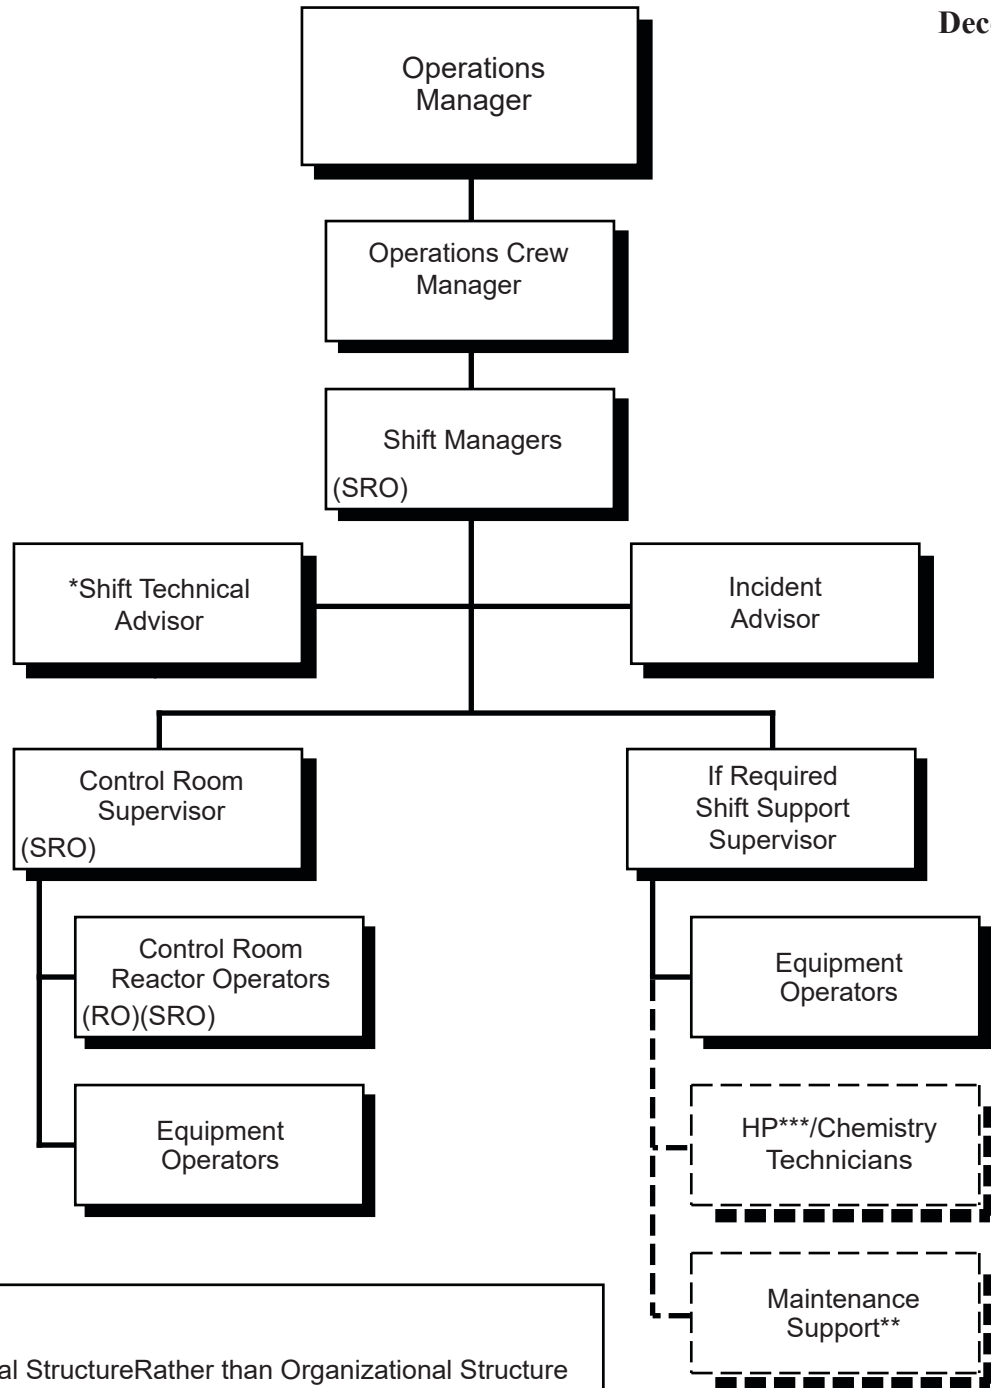 Operations
Manager
Operations Crew
Manager
Shift Managers
(SRO)
*Shift Technical
Advisor
Incident
Advisor
Control Room
Supervisor
(SRO)
If Required
Shift Support
Supervisor
Control Room
Reactor Operators
(RO)(SRO)
Equipment
Operators
Equipment
Operators
HP***/Chemistry
Technicians
Maintenance
Support**
StructureRather than Organizational Structure